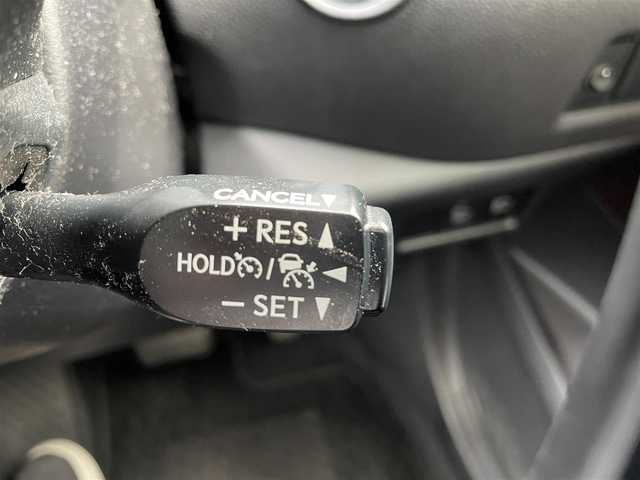 CANCEL▼
+ RES ▲
HOLD / ◀
− SET ▼